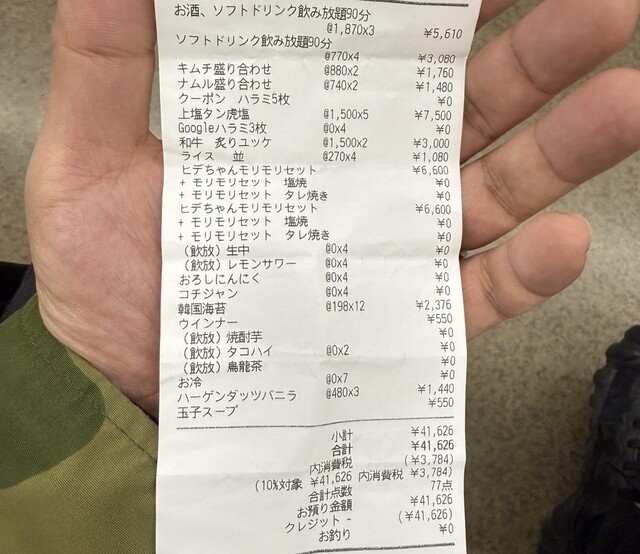 お酒、ソフトドリンク飲み放題90分
@1,870x3 ¥5,610
ソフトドリンク飲み放題90分
@770x4 ¥3,080
キムチ盛り合わせ @880x2 ¥1,760
ナムル盛り合わせ @740x2 ¥1,480
クーポン ハラミ5枚 ¥0
上塩タン虎塩 @1,500x5 ¥7,500
Googleハラミ3枚 @0x4 ¥0
和牛 炙りユッケ @1,500x2 ¥3,000
ライス 並 @270x4 ¥1,080
ヒデちゃんモリモリセット ¥6,600
+ モリモリセット 塩焼 ¥0
+ モリモリセット タレ焼き ¥0
ヒデちゃんモリモリセット ¥6,600
+ モリモリセット 塩焼 ¥0
+ モリモリセット タレ焼き ¥0
(飲放) 生中 @0x4 ¥0
(飲放) レモンサワー @0x4 ¥0
おろしにんにく @0x4 ¥0
コチジャン @0x4 ¥0
韓国海苔 @198x12 ¥2,376
ウインナー ¥550
(飲放) 焼酎芋 ¥0
(飲放) タコハイ @0x2 ¥0
(飲放) 烏龍茶 ¥0
お冷 @0x7 ¥0
ハーゲンダッツバニラ @480x3 ¥1,440
玉子スープ ¥550
小計 ¥41,626
合計 ¥41,626
内消費税 (¥3,784)
(10%対象 ¥41,626 内消費税 ¥3,784)
合計点数 77点
お預り金額 ¥41,626
クレジット - (¥41,626)
お釣り ¥0